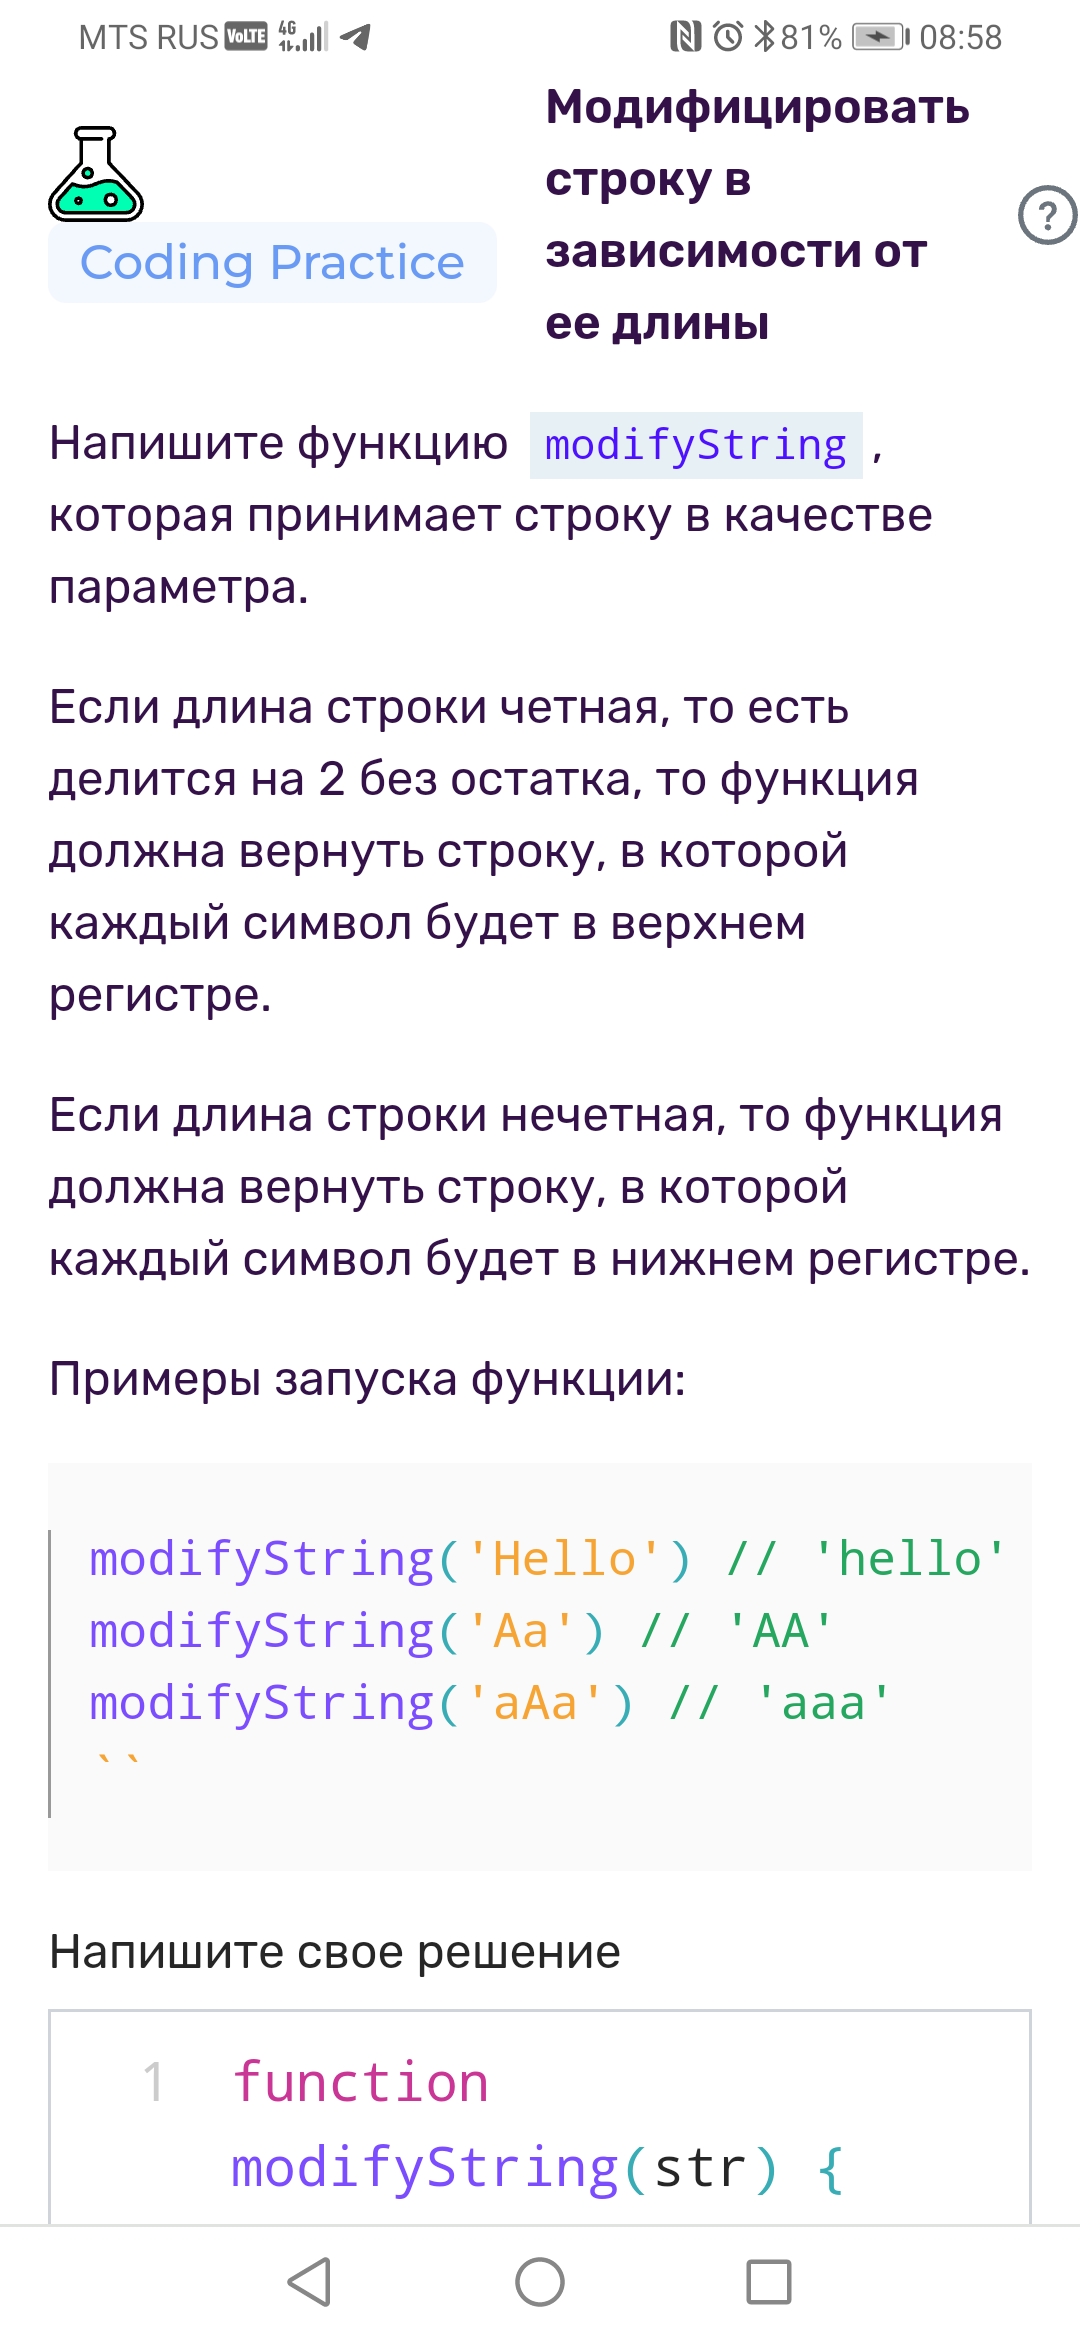 MTS RUS VoLTE 4G 81% 08:58
Модифицировать
строку в
зависимости от
ее длины
?
Coding Practice
Напишите функцию modifyString ,
которая принимает строку в качестве
параметра.
Если длина строки четная, то есть
делится на 2 без остатка, то функция
должна вернуть строку, в которой
каждый символ будет в верхнем
регистре.
Если длина строки нечетная, то функция
должна вернуть строку, в которой
каждый символ будет в нижнем регистре.
Примеры запуска функции:
modifyString('Hello') // 'hello'
modifyString('Aa') // 'AA'
modifyString('aAa') // 'aaa'
``
Напишите свое решение
1 function
modifyString(str) {